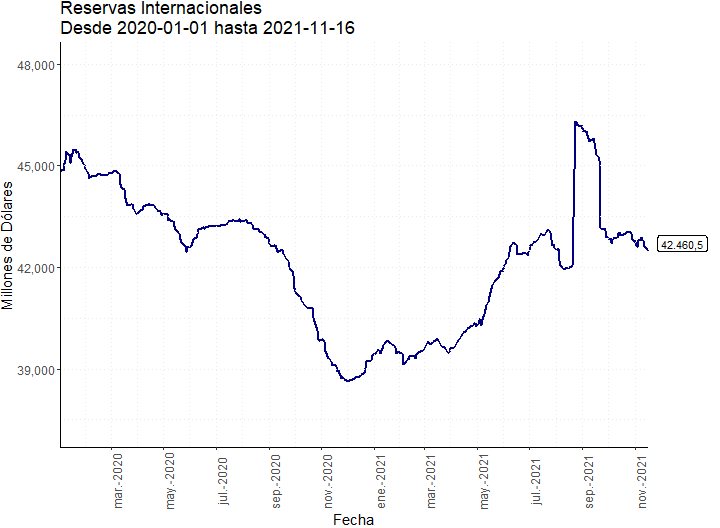 Reservas Internacionales
Desde 2020-01-01 hasta 2021-11-16
Millones de Dólares
48,000
45,000
42,000
39,000
42.460,5
mar.-2020
may.-2020
jul.-2020
sep.-2020
nov.-2020
ene.-2021
mar.-2021
may.-2021
jul.-2021
sep.-2021
nov.-2021
Fecha